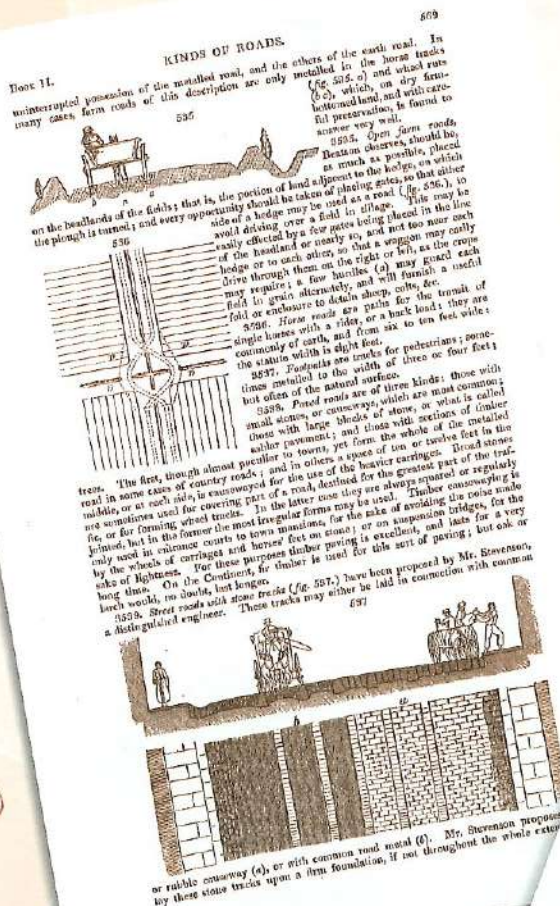 569
BOOK II.
KINDS OF ROADS.
uninterrupted possession of the metalled road, and the others of the earth road. In
many cases, farm roads of this description are only metalled in the horse tracks
(fig. 535. a) and wheel ruts
(b c), which, on dry firm-
bottomed land, and with care-
ful preservation, is found to
answer very well.
535
b a c
3535. Open farm roads,
Beatson observes, should be,
as much as possible, placed
on the headlands of the fields; that is, the portion of land adjacent to the hedge, on which
the plough is turned; and every opportunity should be taken of placing gates, so that either
side of a hedge may be used as a road (fig. 536.), to
avoid driving over a field in tillage. This may be
easily effected by a few gates being placed in the line
of the headland or nearly so, and not too near each
hedge or to each other, so that a waggon may easily
drive through them on the right or left, as the crops
may require; a few hurdles (a) may guard each
field in grain alternately, and will furnish a useful
fold or enclosure to detain sheep, colts, &c.
536
3536. Horse roads are paths for the transit of
single horses with a rider, or a back load: they are
commonly of earth, and from six to ten feet wide:
the statute width is eight feet.
3537. Footpaths are tracks for pedestrians; some-
times metalled to the width of three or four feet;
but often of the natural surface.
3538. Paved roads are of three kinds: those with
small stones, or causeways, which are most common;
those with large blocks of stone, or what is called
ashler pavement; and those with sections of timber
trees. The first, though almost peculiar to towns, yet form the whole of the metalled
road in some cases of country roads; and in others a space of ten or twelve feet in the
middle, or at each side, is causewayed for the use of the heavier carriages. Broad stones
are sometimes used for covering part of a road, destined for the greatest part of the traf-
fic, or for forming wheel tracks. In the latter case they are always squared or regularly
jointed, but in the former the most irregular forms may be used. Timber causewaying is
only used in entrance courts to town mansions, for the sake of avoiding the noise made
by the wheels of carriages and horses' feet on stone; or on suspension bridges, for the
sake of lightness. For these purposes timber paving is excellent, and lasts for a very
long time. On the Continent, fir timber is used for this sort of paving; but oak or
larch would, no doubt, last longer.
3539. Street roads with stone tracks (fig. 537.) have been proposed by Mr. Stevenson,
a distinguished engineer. These tracks may either be laid in connection with common
537
b a
or rubble causeway (a), or with common road metal (b). Mr. Stevenson proposes
lay these stone tracks upon a firm foundation, if not throughout the whole exten